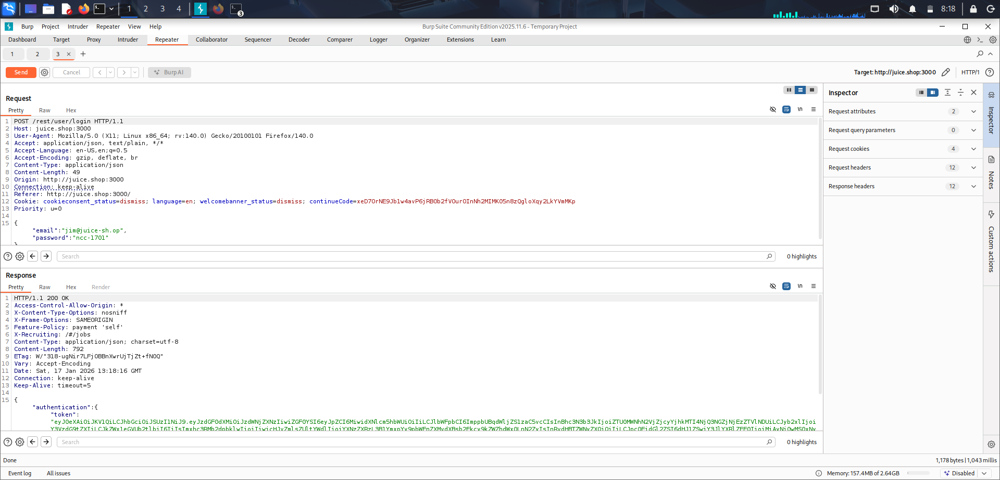 1 2 3 4
3
8:18
Burp Project Intruder Repeater View Help
Burp Suite Community Edition v2025.11.6 - Temporary Project
Dashboard Target Proxy Intruder Repeater Collaborator Sequencer Decoder Comparer Logger Organizer Extensions Learn
1 2 3 × +
Send Cancel Burp AI
Target: http://juice.shop:3000 HTTP/1
Request
Pretty Raw Hex
\n
1 POST /rest/user/login HTTP/1.1
2 Host: juice.shop:3000
3 User-Agent: Mozilla/5.0 (X11; Linux x86_64; rv:140.0) Gecko/20100101 Firefox/140.0
4 Accept: application/json, text/plain, */*
5 Accept-Language: en-US,en;q=0.5
6 Accept-Encoding: gzip, deflate, br
7 Content-Type: application/json
8 Content-Length: 49
9 Origin: http://juice.shop:3000
10 Connection: keep-alive
11 Referer: http://juice.shop:3000/
12 Cookie: cookieconsent_status=dismiss; language=en; welcomebanner_status=dismiss;
13 Priority: u=0
14
15 {
"email":"jim@juice-sh.op",
"password":"ncc-1701"
}
Search
0 highlights
Response
Pretty Raw Hex Render
\n
1 HTTP/1.1 200 OK
2 Access-Control-Allow-Origin: *
3 X-Content-Type-Options: nosniff
4 X-Frame-Options: SAMEORIGIN
5 Feature-Policy: payment 'self'
6 X-Recruiting: /#/jobs
7 Content-Type: application/json; charset=utf-8
8 Content-Length: 792
9 ETag:
10 Vary: Accept-Encoding
11 Date: Sat, 17 Jan 2026 13:18:16 GMT
12 Connection: keep-alive
13 Keep-Alive: timeout=5
14
15 {
"authentication":{
"token":
Search
0 highlights
Inspector
Request attributes 2
Request query parameters 0
Request cookies 4
Request headers 12
Response headers 12
Inspector
Notes
Custom actions
Done
1,178 bytes | 1,043 millis
Event log All issues
Memory: 157.4MB of 2.64GB
Disabled